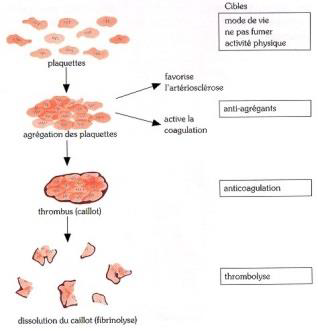 Cibles
mode de vie
ne pas fumer
activité physique
plaquettes
favorise
l'artériosclérose
agrégation des plaquettes
active la
coagulation
anti-agrégants
thrombus (caillot)
anticoagulation
dissolution du caillot (fibrinolyse)
thrombolyse